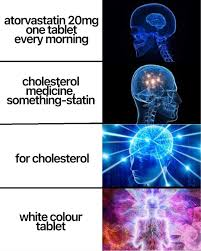 atorvastatin 20mg
one tablet
every morning
cholesterol
medicine,
something-statin
for cholesterol
white colour
tablet